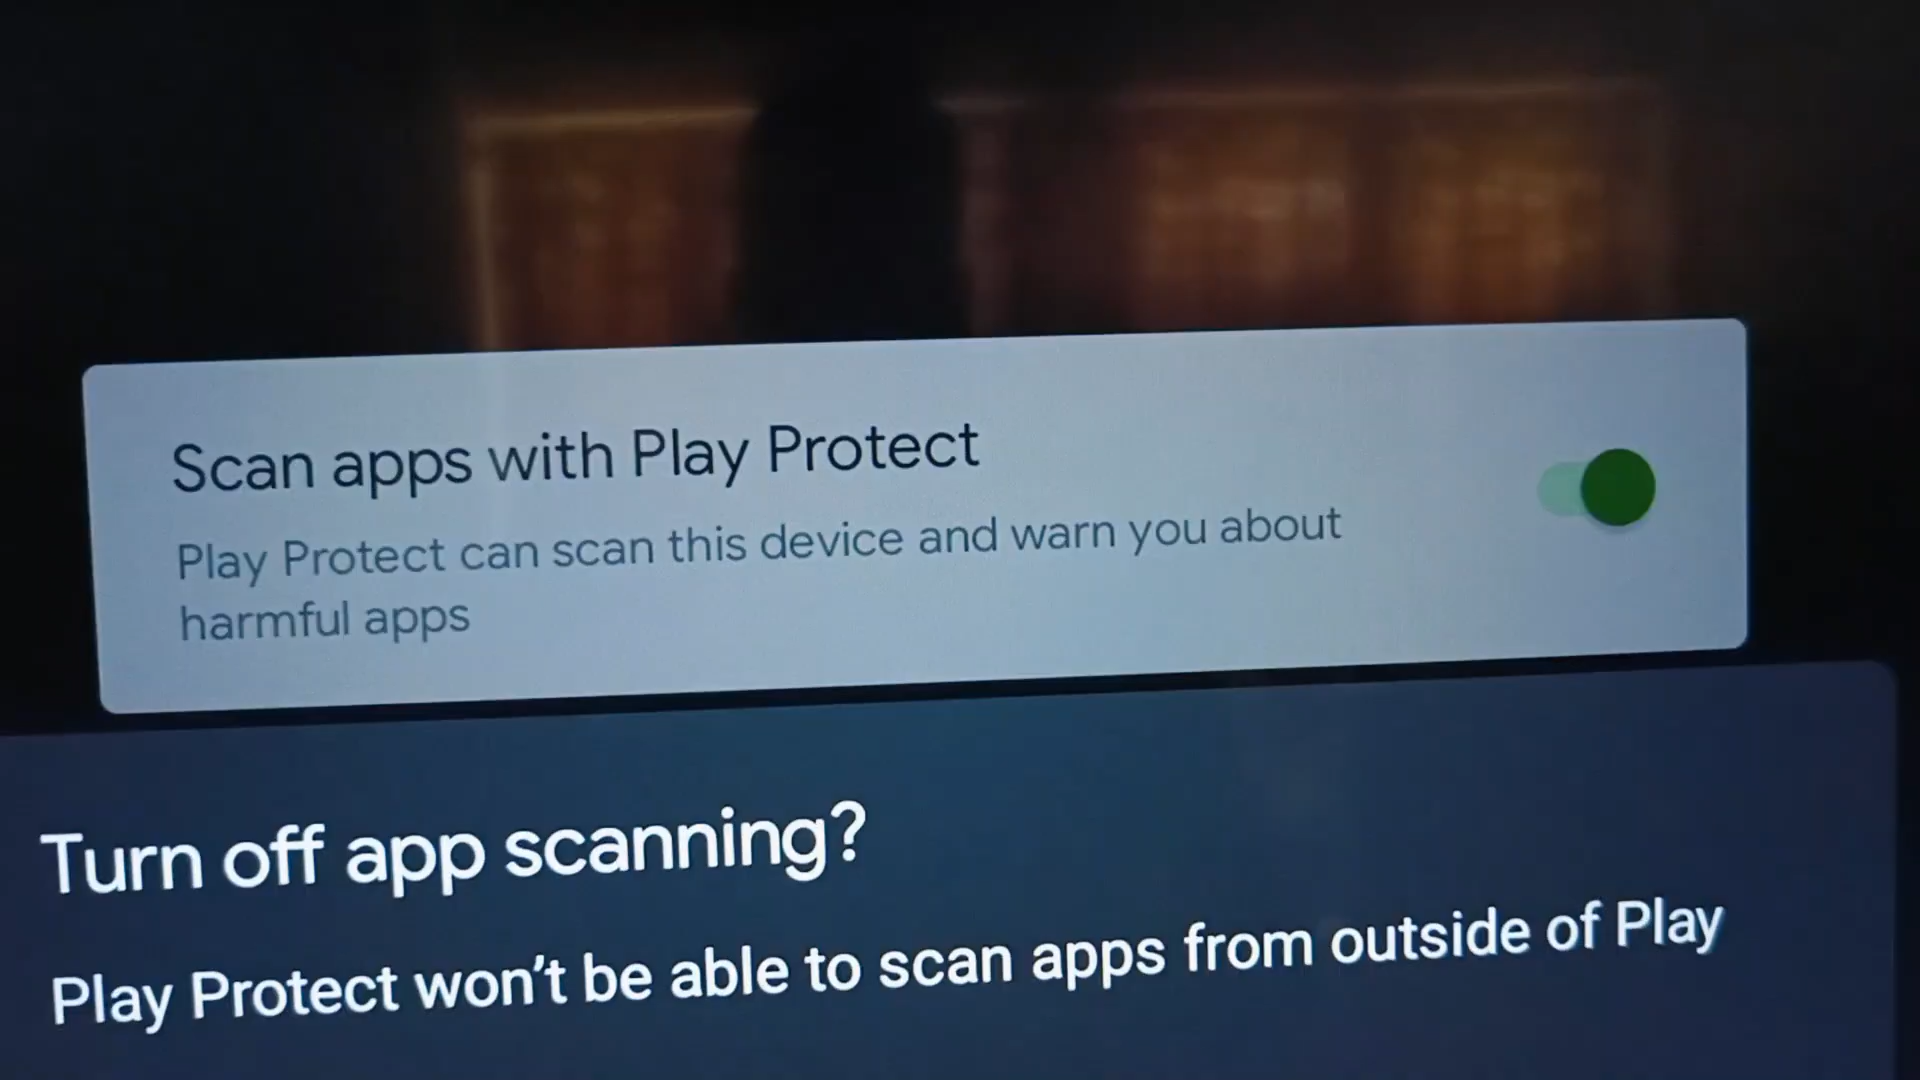 Scan apps with Play Protect
Play Protect can scan this device and warn you about
harmful apps
Turn off app scanning?
Play Protect won't be able to scan apps from outside of Play